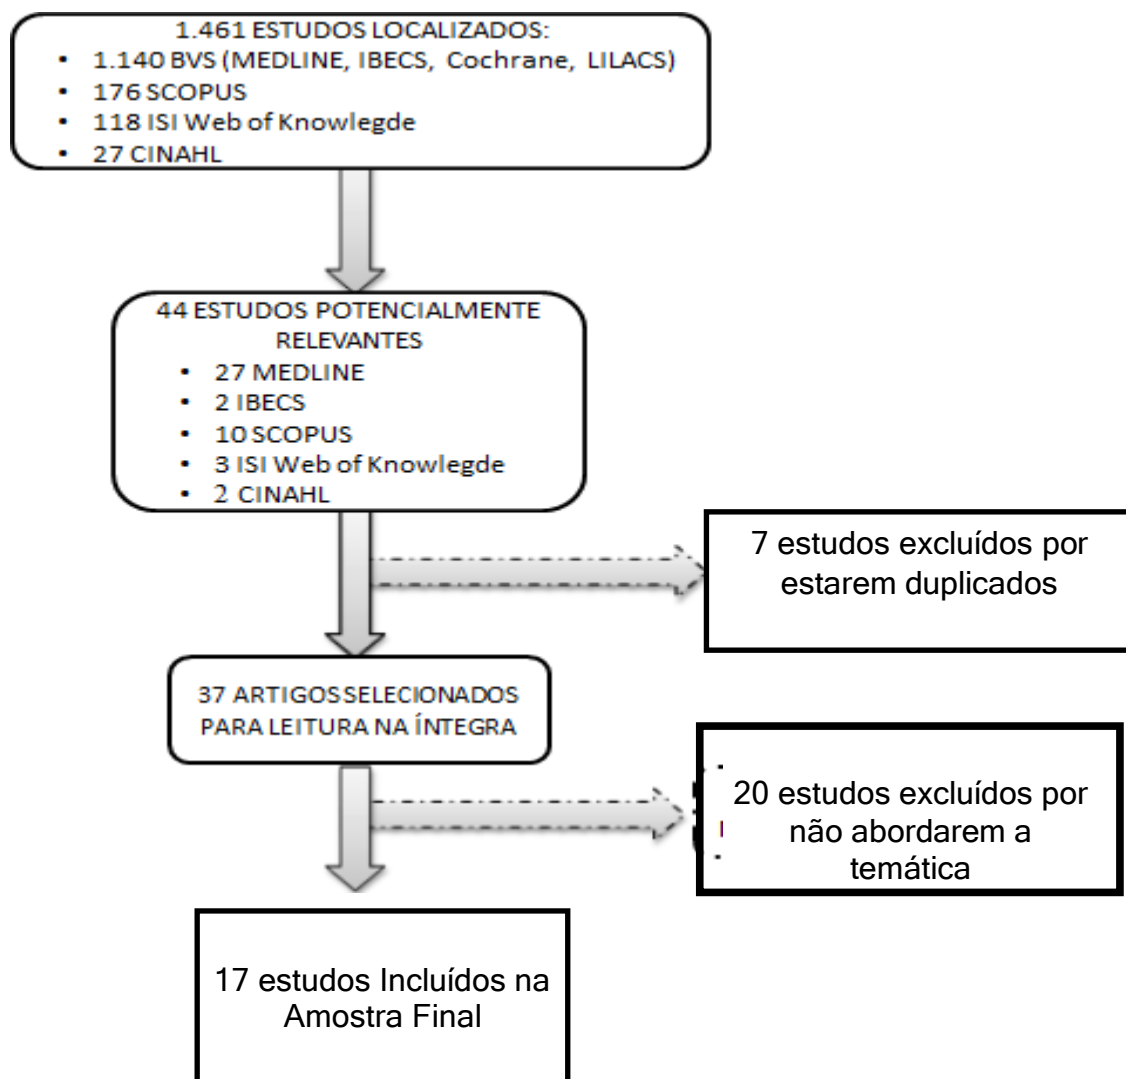 1.461 ESTUDOS LOCALIZADOS:
• 1.140 BVS (MEDLINE, IBECS, Cochrane, LILACS)
• 176 SCOPUS
• 118 ISI Web of Knowlegde
• 27 CINAHL
44 ESTUDOS POTENCIALMENTE
RELEVANTES
• 27 MEDLINE
• 2 IBECS
• 10 SCOPUS
• 3 ISI Web of Knowlegde
• 2 CINAHL
7 estudos excluídos por
estarem duplicados
37 ARTIGOS SELECIONADOS
PARA LEITURA NA ÍNTEGRA
20 estudos excluídos por
não abordarem a
temática
17 estudos Incluídos na
Amostra Final